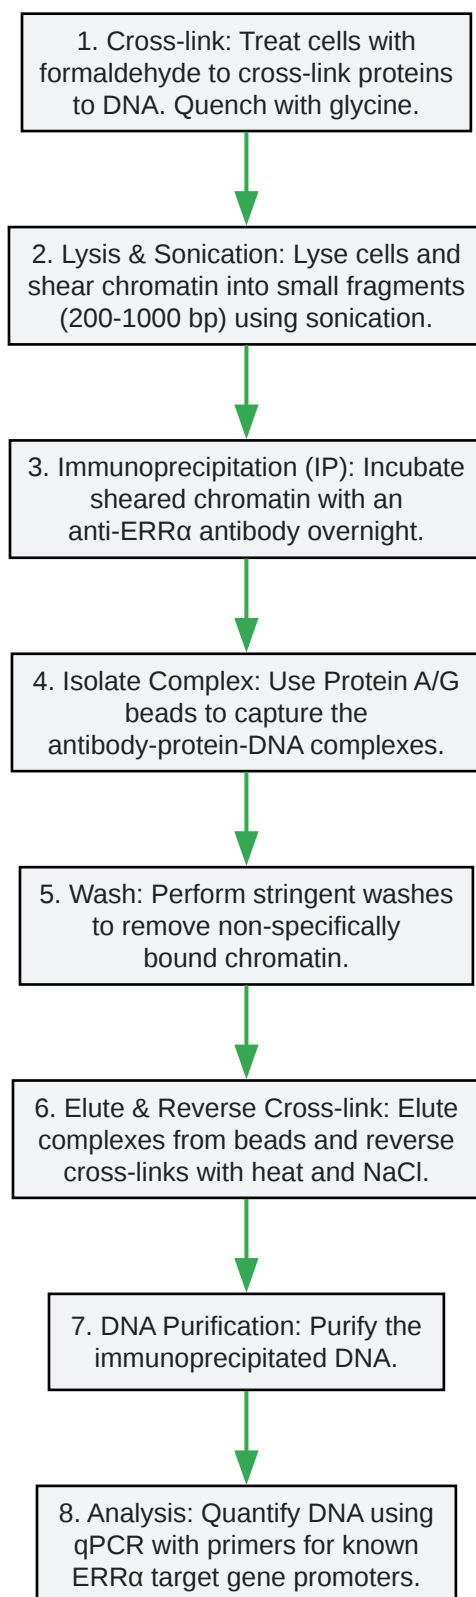 1. Cross-link: Treat cells with
formaldehyde to cross-link proteins
to DNA. Quench with glycine.
2. Lysis & Sonication: Lyse cells and
shear chromatin into small fragments
(200-1000 bp) using sonication.
3. Immunoprecipitation (IP): Incubate
sheared chromatin with an
anti-ERRα antibody overnight.
4. Isolate Complex: Use Protein A/G
beads to capture the
antibody-protein-DNA complexes.
5. Wash: Perform stringent washes
to remove non-specifically
bound chromatin.
6. Elute & Reverse Cross-link: Elute
complexes from beads and reverse
cross-links with heat and NaCl.
7. DNA Purification: Purify the
immunoprecipitated DNA.
8. Analysis: Quantify DNA using
qPCR with primers for known
ERRα target gene promoters.